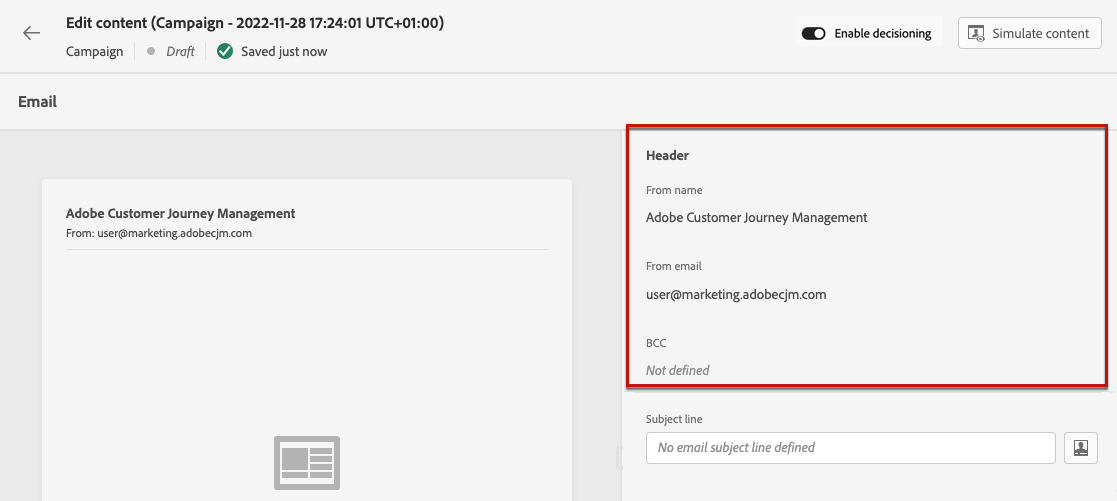 Edit content (Campaign - 2022-11-28 17:24:01 UTC+01:00)
Campaign Draft Saved just now
Enable decisioning
Simulate content
Email
Adobe Customer Journey Management
From: user@marketing.adobecjm.com
Header
From name
Adobe Customer Journey Management
From email
user@marketing.adobecjm.com
BCC
Not defined
Subject line
No email subject line defined